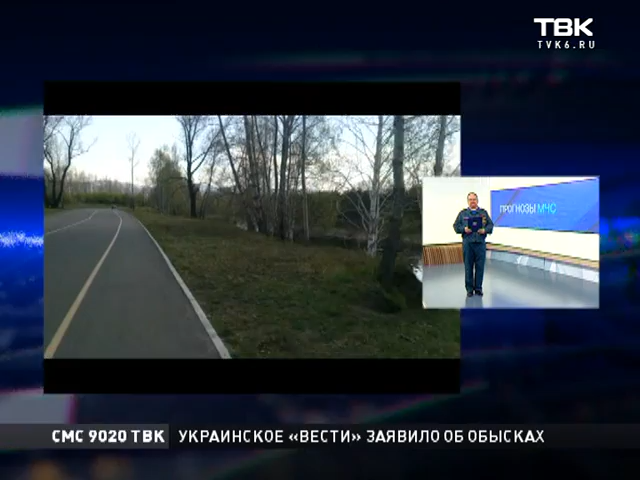 ТВК
TVK6.RU
ПРОГНОЗЫ МЧС
СМС 9020 ТВК
УКРАИНСКОЕ «ВЕСТИ» ЗАЯВИЛО ОБ ОБЫСКАХ